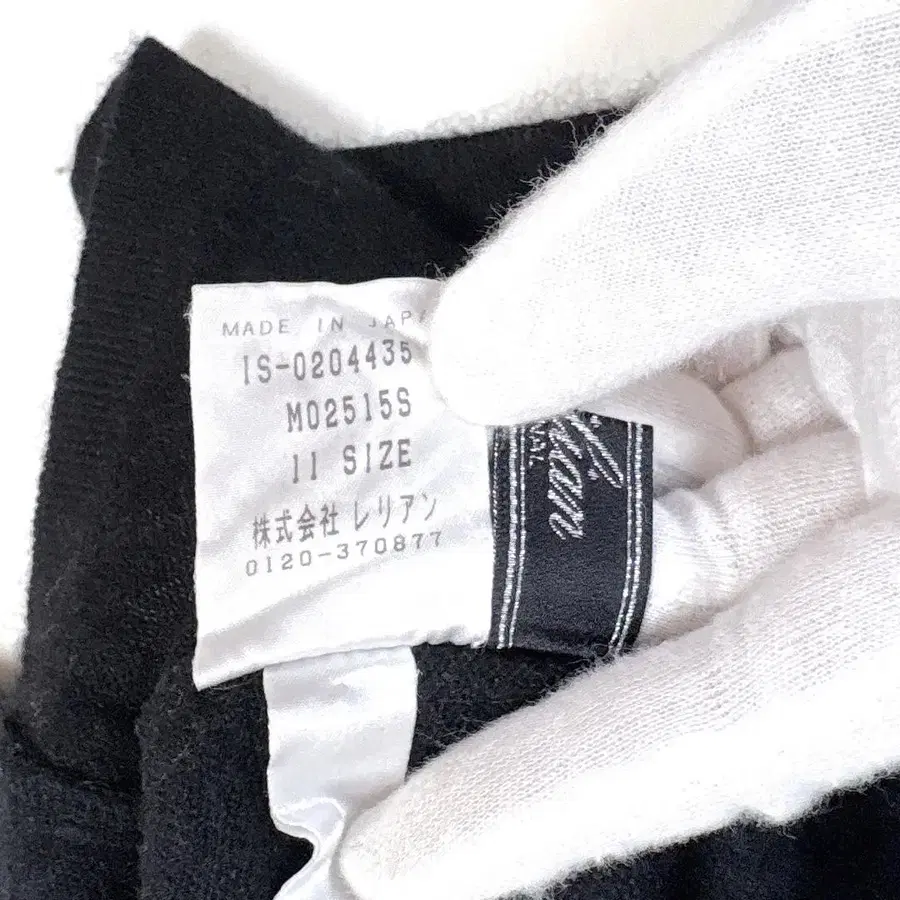 MADE IN JAPA
IS-0204435
M02515S
11 SIZE
株式会社 レリアン
0120-370877